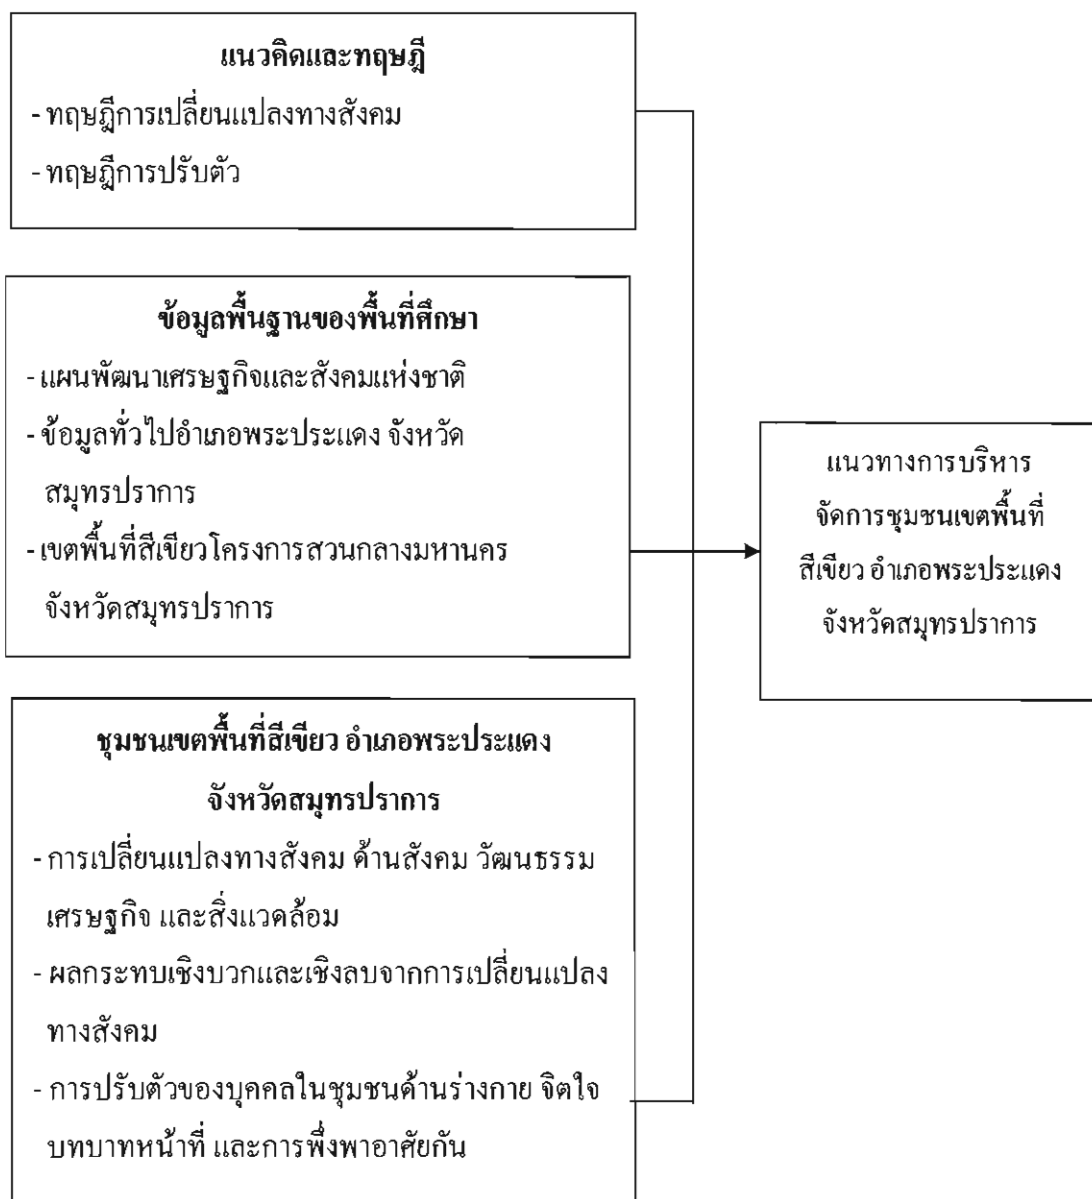 แนวคิดและทฤษฎี
- ทฤษฎีการเปลี่ยนแปลงทางสังคม
- ทฤษฎีการปรับตัว
ข้อมูลพื้นฐานของพื้นที่ศึกษา
- แผนพัฒนาเศรษฐกิจและสังคมแห่งชาติ
- ข้อมูลทั่วไปอำเภอพระประแดง จังหวัด
สมุทรปราการ
- เขตพื้นที่สีเขียวโครงการสวนกลางมหานคร
จังหวัดสมุทรปราการ
ชุมชนเขตพื้นที่สีเขียว อำเภอพระประแดง
จังหวัดสมุทรปราการ
- การเปลี่ยนแปลงทางสังคม ด้านสังคม วัฒนธรรม
เศรษฐกิจ และสิ่งแวดล้อม
- ผลกระทบเชิงบวกและเชิงลบจากการเปลี่ยนแปลง
ทางสังคม
- การปรับตัวของบุคคลในชุมชนด้านร่างกาย จิตใจ
บทบาทหน้าที่ และการพึ่งพาอาศัยกัน
แนวทางการบริหาร
จัดการชุมชนเขตพื้นที่
สีเขียว อำเภอพระประแดง
จังหวัดสมุทรปราการ